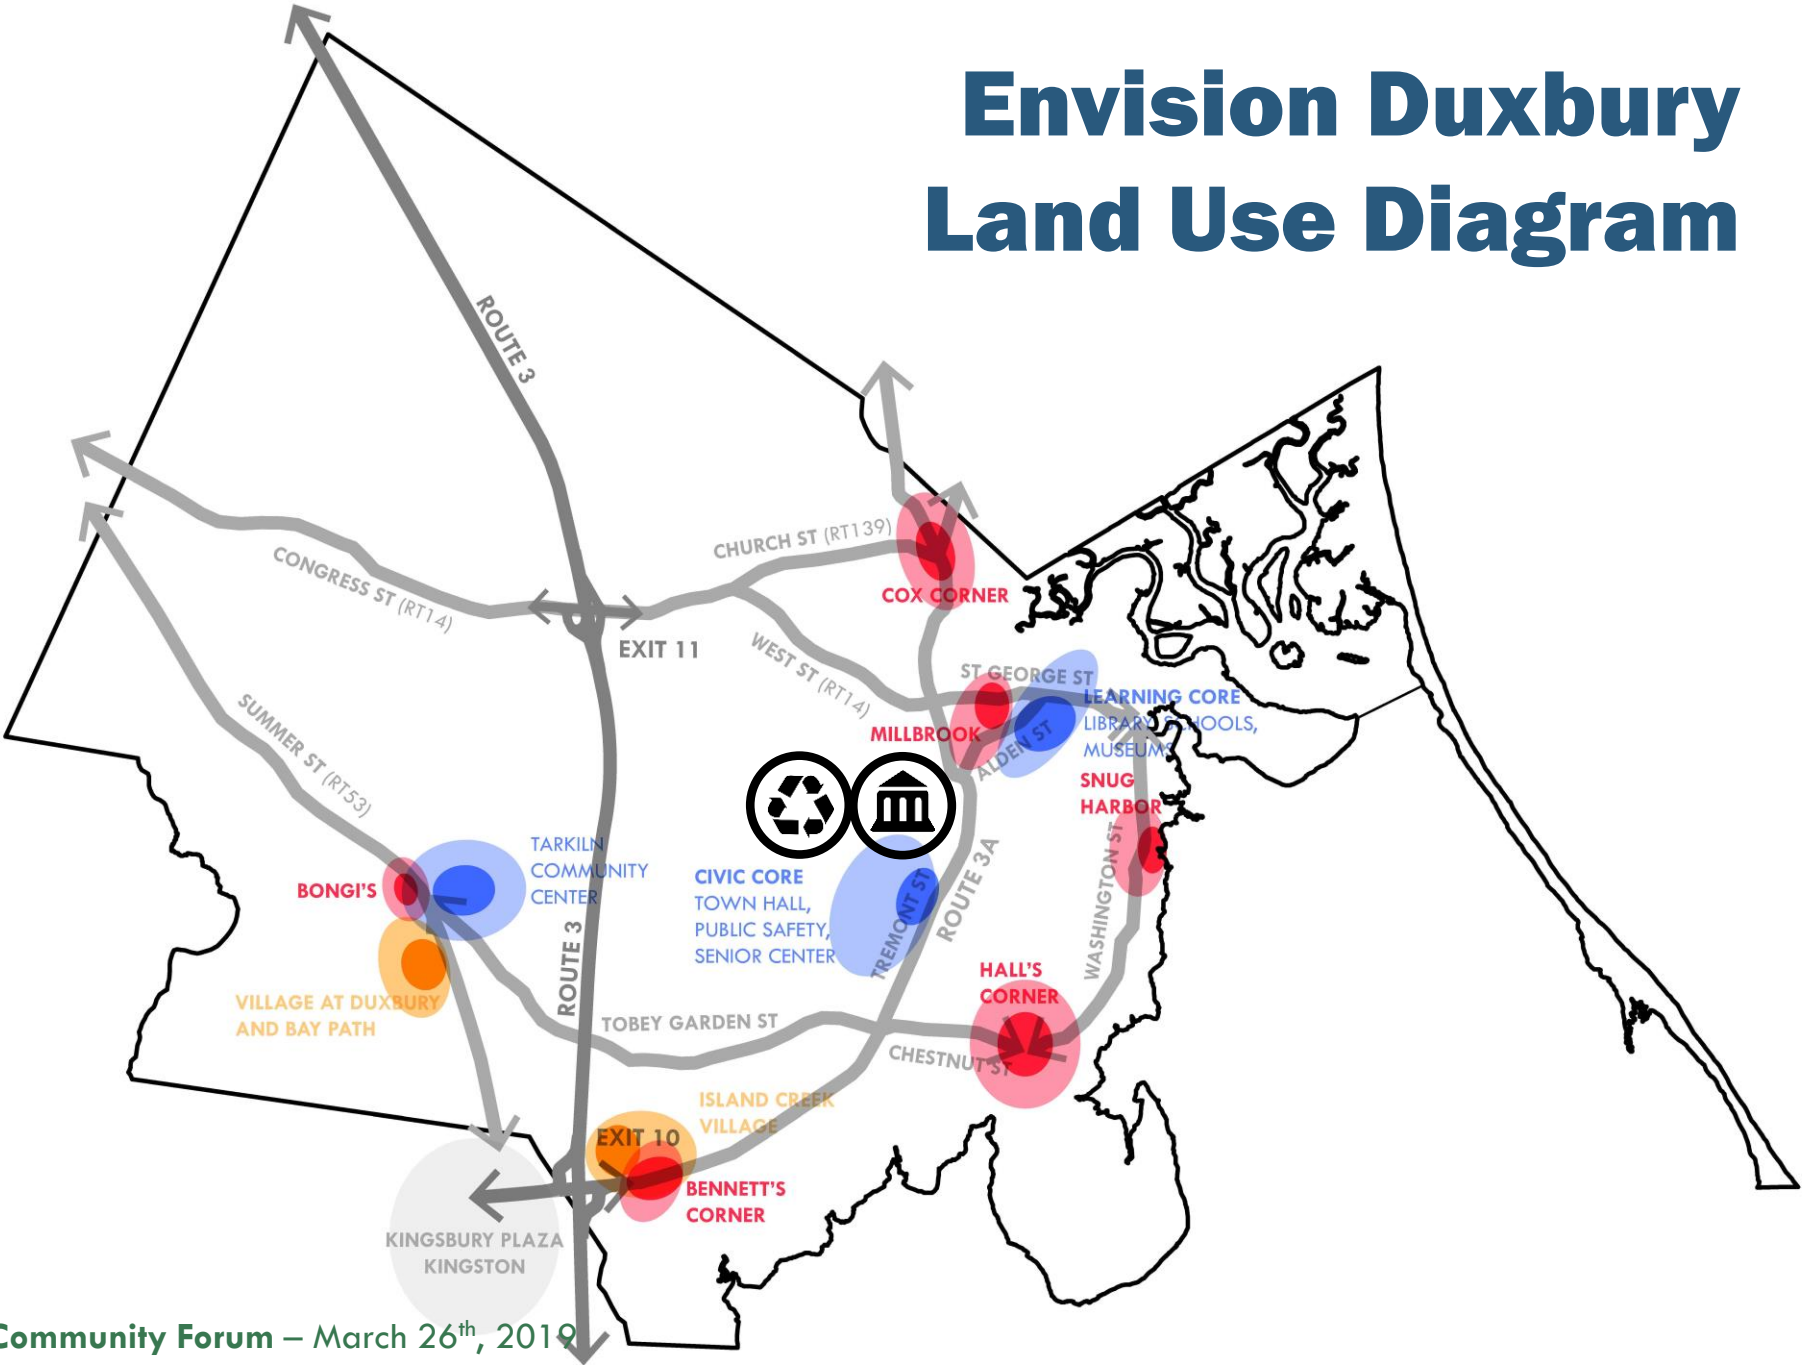 Envision Duxbury
Land Use Diagram
ROUTE 3
CHURCH ST (RT139)
CONGRESS ST (RT14)
COX CORNER
EXIT 11
WEST ST (RT14)
ST GEORGE ST
LEARNING CORE
LIBRARY, SCHOOLS,
MUSEUMS
MILLBROOK
ALDEN ST
SUMMER ST (RT53)
SNUG
HARBOR
WASHINGTON ST
TARKILN
COMMUNITY
CENTER
BONGI'S
CIVIC CORE
TOWN HALL,
PUBLIC SAFETY,
SENIOR CENTER
TREMONT ST
ROUTE 3A
ROUTE 3
HALL'S
CORNER
VILLAGE AT DUXBURY
AND BAY PATH
TOBEY GARDEN ST
CHESTNUT ST
ISLAND CREEK
VILLAGE
EXIT 10
BENNETT'S
CORNER
KINGSBURY PLAZA
KINGSTON
Community Forum – March 26th, 2019